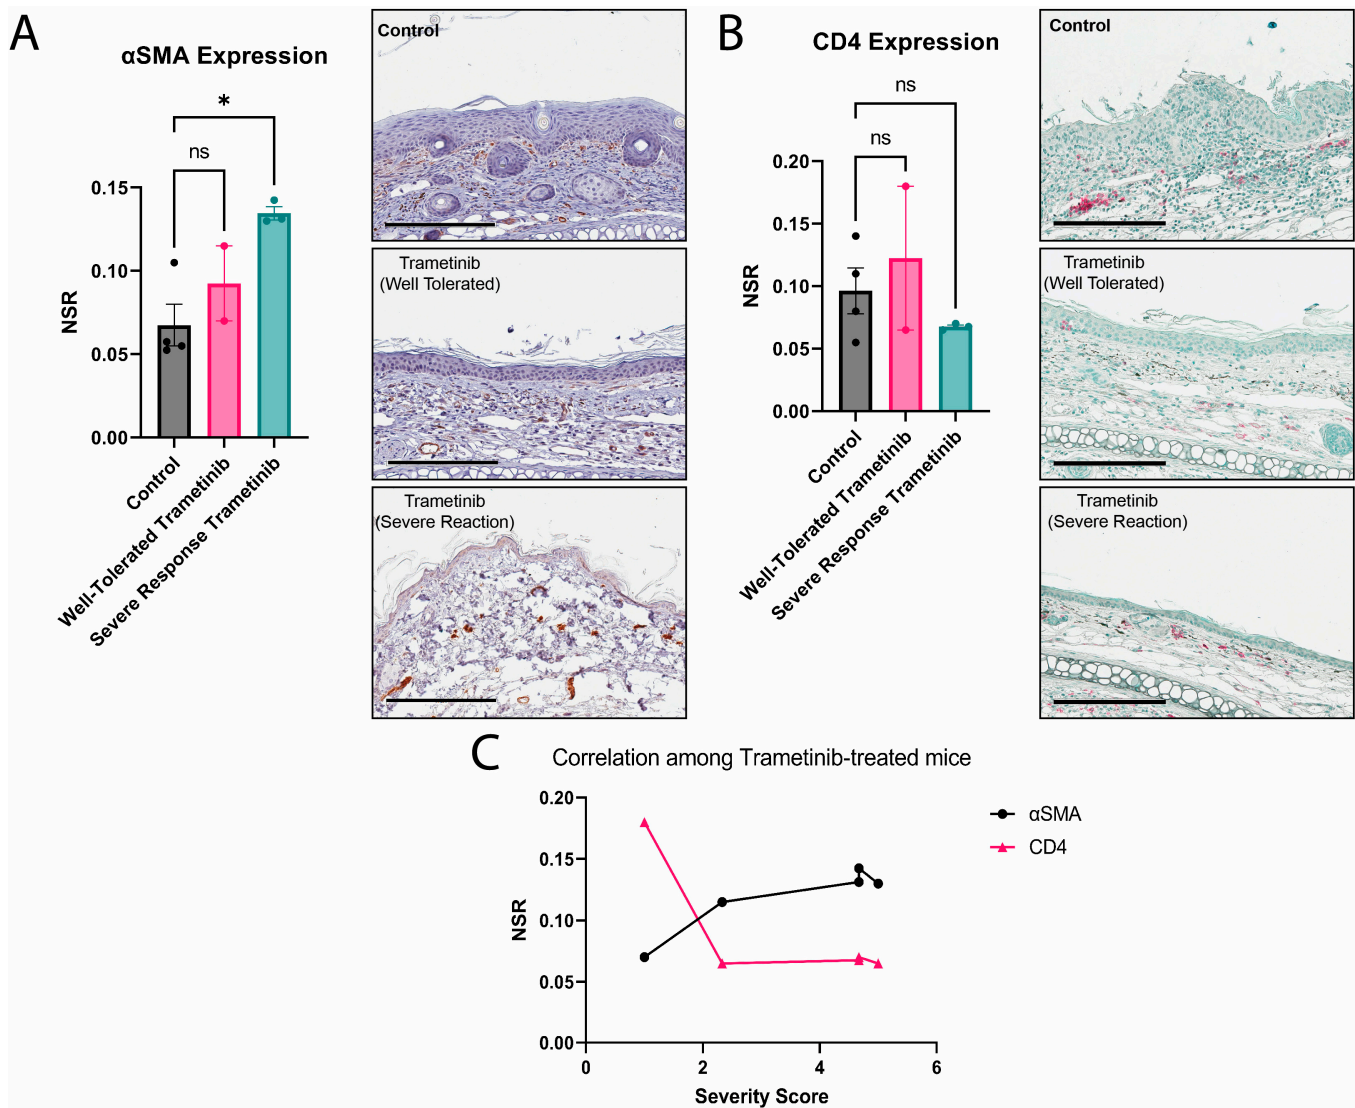 A
αSMA Expression
*
ns
0.15
0.10
0.05
0.00
NSR
Control
Well-Tolerated Trametinib
Severe Response Trametinib
Control
Trametinib
(Well Tolerated)
Trametinib
(Severe Reaction)
B
CD4 Expression
ns
ns
0.20
0.15
0.10
0.05
0.00
NSR
Control
Well-Tolerated Trametinib
Severe Response Trametinib
Control
Trametinib
(Well Tolerated)
Trametinib
(Severe Reaction)
C
Correlation among Trametinib-treated mice
0.20
0.15
0.10
0.05
0.00
NSR
0 2 4 6
Severity Score
αSMA
CD4